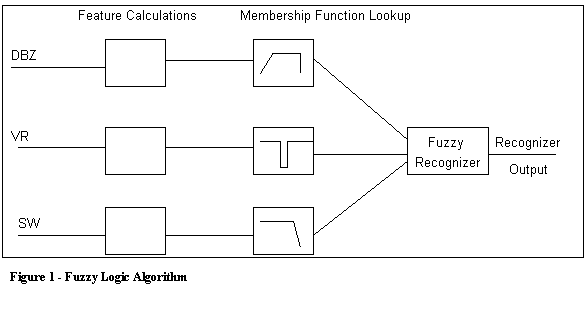 Feature Calculations Membership Function Lookup
DBZ
VR
SW
Fuzzy
Recognizer
Recognizer
Output
Figure 1 - Fuzzy Logic Algorithm